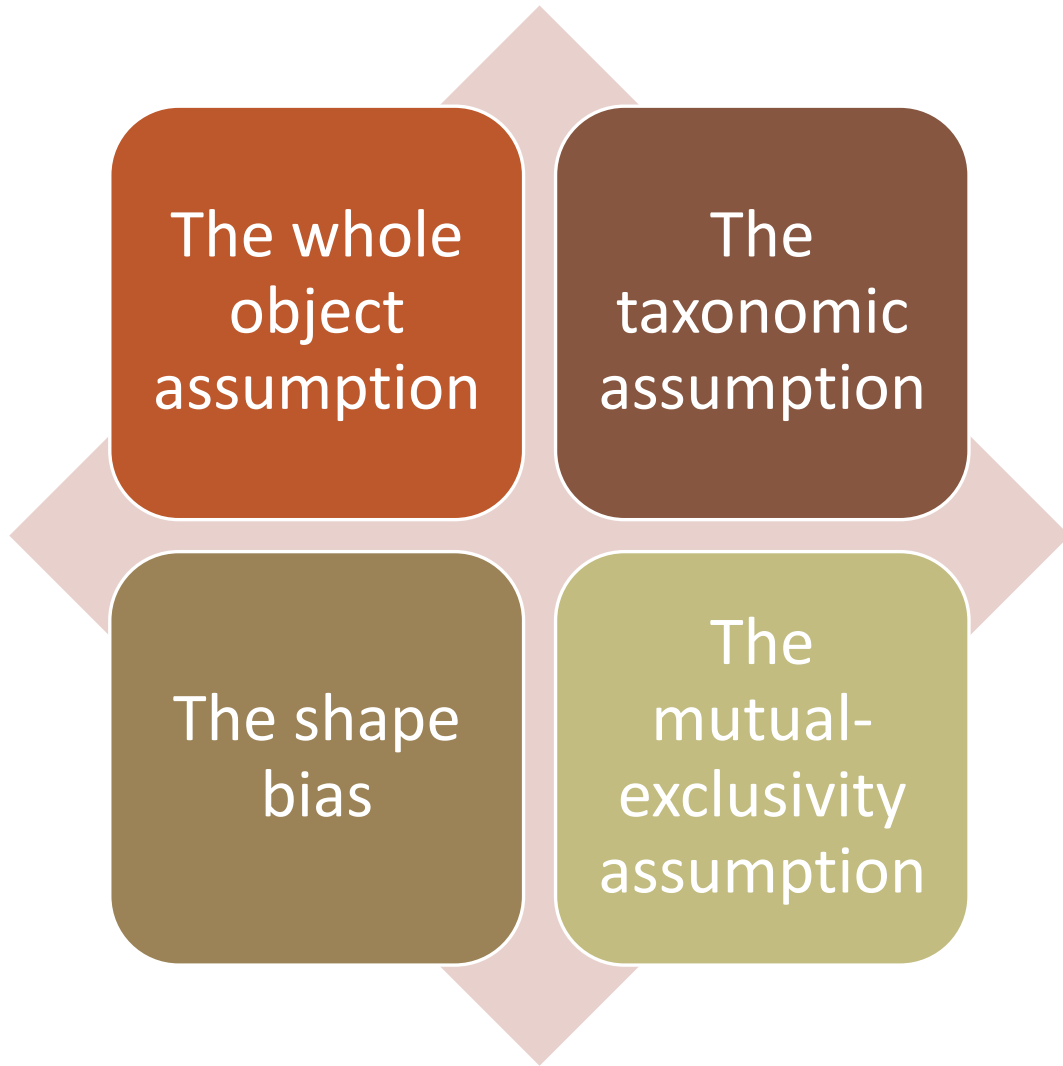 The whole
object
assumption
The
taxonomic
assumption
The shape
bias
The
mutual-
exclusivity
assumption